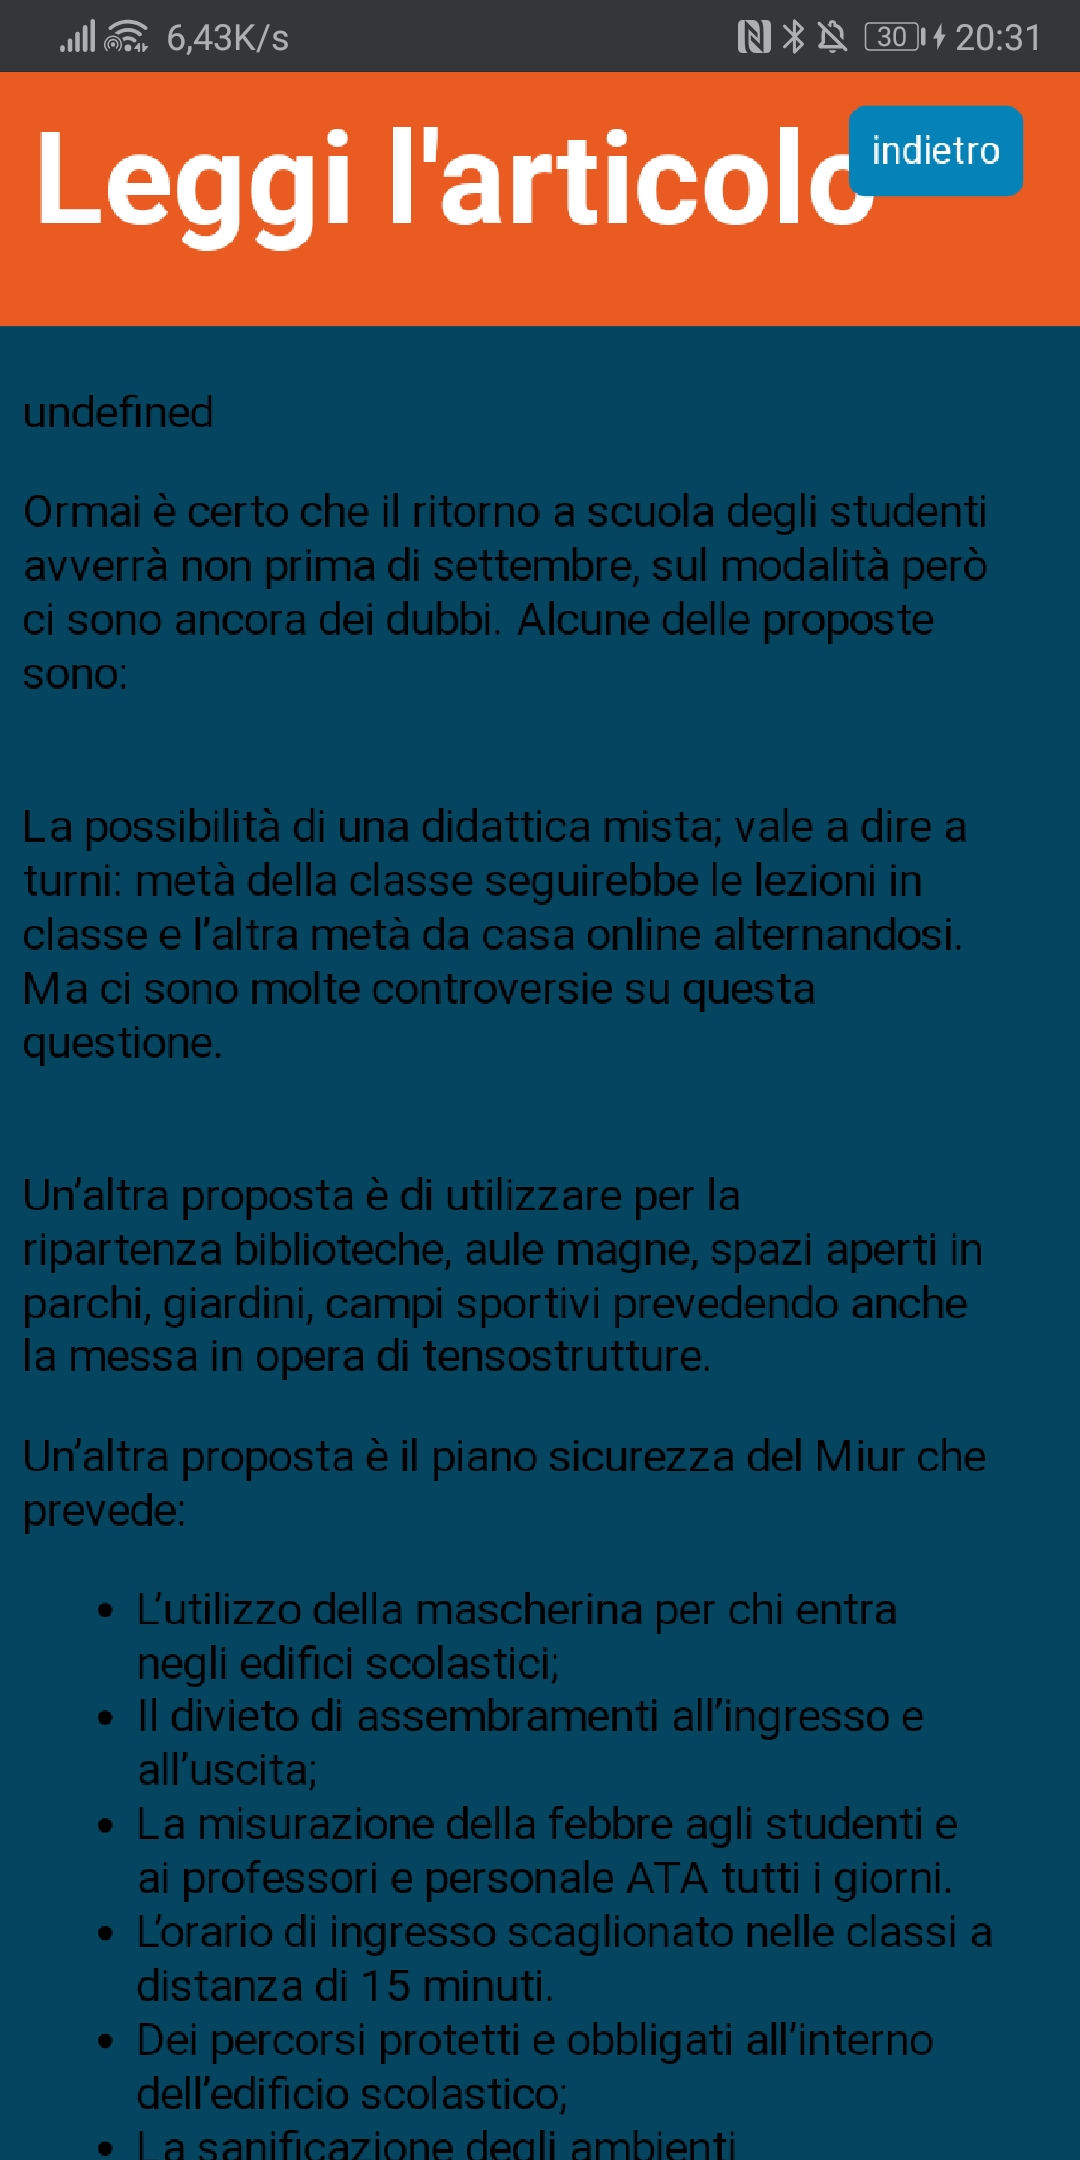 6,43K/s 30 20:31
Leggi l'articolo
indietro
undefined
Ormai è certo che il ritorno a scuola degli studenti
avverrà non prima di settembre, sul modalità però
ci sono ancora dei dubbi. Alcune delle proposte
sono:
La possibilità di una didattica mista; vale a dire a
turni: metà della classe seguirebbe le lezioni in
classe e l’altra metà da casa online alternandosi.
Ma ci sono molte controversie su questa
questione.
Un’altra proposta è di utilizzare per la
ripartenza biblioteche, aule magne, spazi aperti in
parchi, giardini, campi sportivi prevedendo anche
la messa in opera di tensostrutture.
Un’altra proposta è il piano sicurezza del Miur che
prevede:
• L’utilizzo della mascherina per chi entra
negli edifici scolastici;
• Il divieto di assembramenti all’ingresso e
all’uscita;
• La misurazione della febbre agli studenti e
ai professori e personale ATA tutti i giorni.
• L’orario di ingresso scaglionato nelle classi a
distanza di 15 minuti.
• Dei percorsi protetti e obbligati all’interno
dell’edificio scolastico;
• La sanificazione degli ambienti